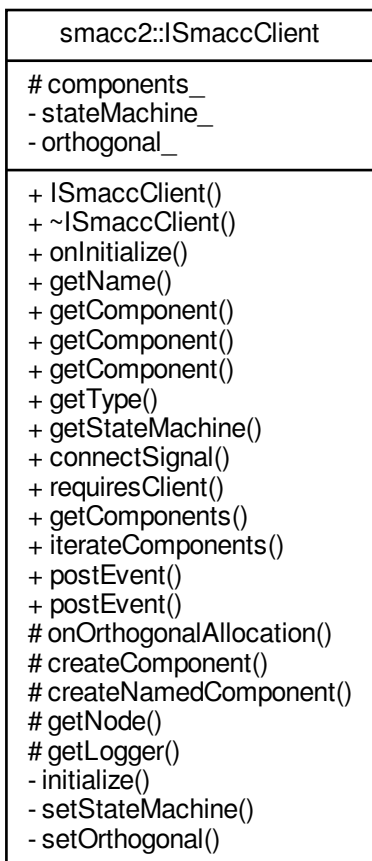 smacc2::ISmaccClient
# components_
- stateMachine_
- orthogonal_
+ ISmaccClient()
+ ~ISmaccClient()
+ onInitialize()
+ getName()
+ getComponent()
+ getComponent()
+ getComponent()
+ getType()
+ getStateMachine()
+ connectSignal()
+ requiresClient()
+ getComponents()
+ iterateComponents()
+ postEvent()
+ postEvent()
# onOrthogonalAllocation()
# createComponent()
# createNamedComponent()
# getNode()
# getLogger()
- initialize()
- setStateMachine()
- setOrthogonal()